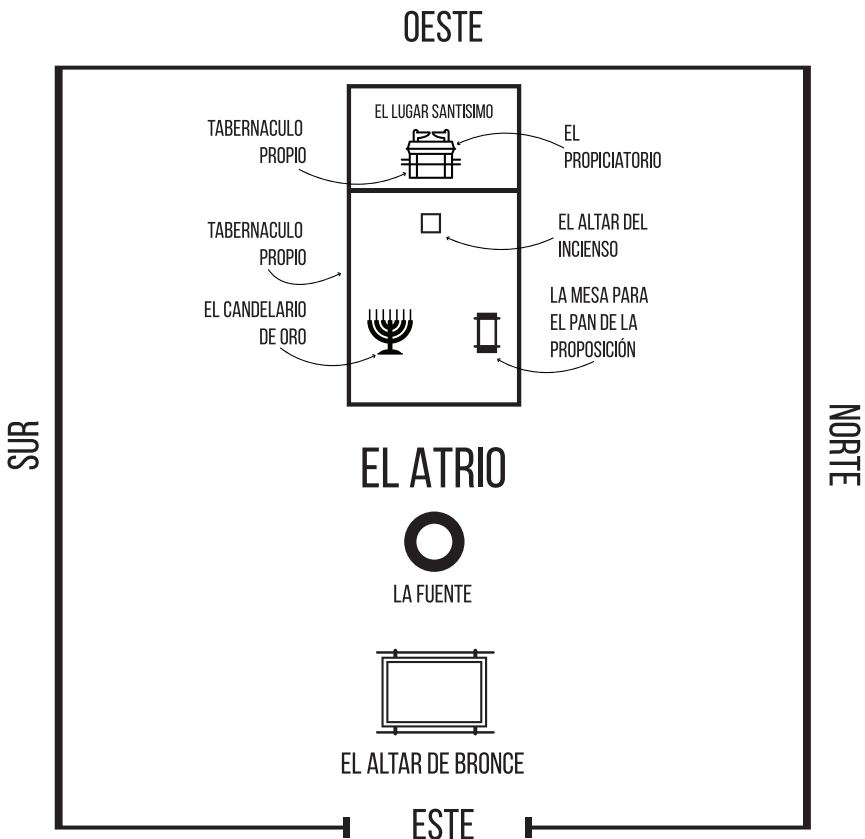 OESTE
EL LUGAR SANTISIMO
TABERNACULO
PROPIO
EL
PROPICIATORIO
TABERNACULO
PROPIO
EL ALTAR DEL
INCIENSO
EL CANDELARIO
DE ORO
LA MESA PARA
EL PAN DE LA
PROPOSICIÓN
SUR
NORTE
EL ATRIO
LA FUENTE
EL ALTAR DE BRONCE
ESTE